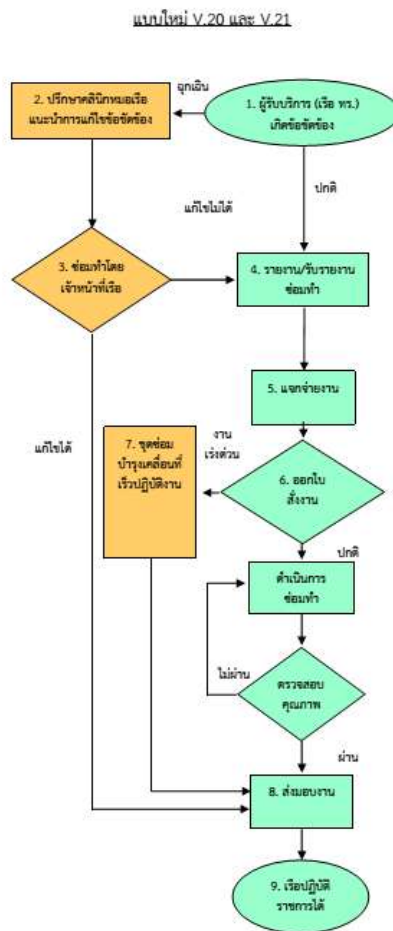 แบบใหม่ V.20 และ V.21
2. ปรึกษาคลินิกหมอเรือ
แนะนำการแก้ไขข้อขัดข้อง
ฉุกเฉิน
1. ผู้รับบริการ (เรือ ทร.)
เกิดข้อขัดข้อง
ปกติ
แก้ไขไม่ได้
3. ซ่อมทำโดย
เจ้าหน้าที่เรือ
4. รายงาน/รับรายงาน
ซ่อมทำ
5. แจกจ่ายงาน
แก้ไขได้
7. ชุดซ่อม
บำรุงเคลื่อนที่
เร็วปฏิบัติงาน
งาน
เร่งด่วน
6. ออกใบ
สั่งงาน
ปกติ
ดำเนินการ
ซ่อมทำ
ไม่ผ่าน
ตรวจสอบ
คุณภาพ
ผ่าน
8. ส่งมอบงาน
9. เรือปฏิบัติ
ราชการได้